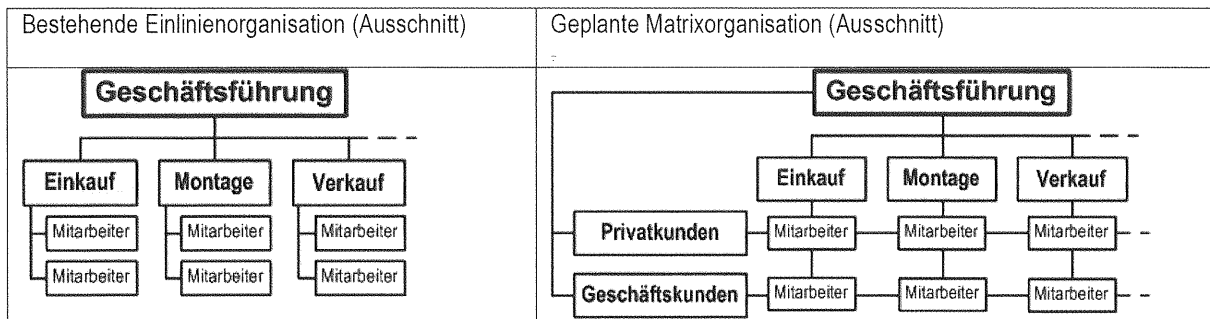 Bestehende Einlinienorganisation (Ausschnitt)
Geschäftsführung
Einkauf Montage Verkauf
Mitarbeiter Mitarbeiter Mitarbeiter
Mitarbeiter Mitarbeiter Mitarbeiter
Geplante Matrixorganisation (Ausschnitt)
Geschäftsführung
Einkauf Montage Verkauf
Privatkunden Mitarbeiter Mitarbeiter Mitarbeiter
Geschäftskunden Mitarbeiter Mitarbeiter Mitarbeiter